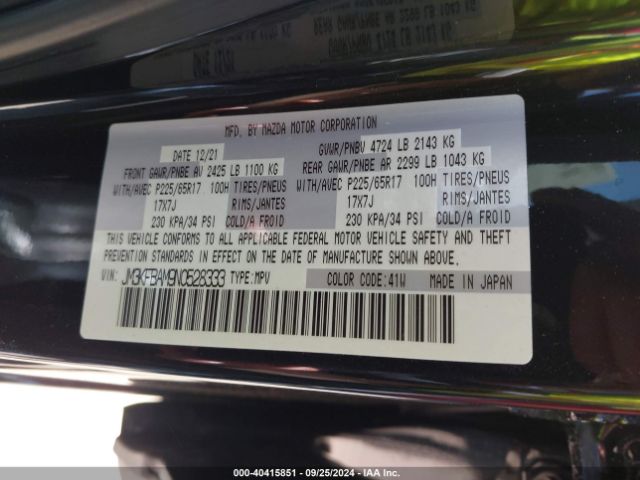 MFD. BY MAZDA MOTOR CORPORATION
DATE 12/21 GVWR/PNBV 4724 LB 2143 KG
FRONT GAWR/PNBE AV 2425 LB 1100 KG REAR GAWR/PNBE AR 2299 LB 1043 KG
WITH/AVEC P225/65R17 100H TIRES/PNEUS WITH/AVEC P225/65R17 100H TIRES/PNEUS
17X7J RIMS/JANTES 17X7J RIMS/JANTES
230 KPA/34 PSI COLD/A FROID 230 KPA/34 PSI COLD/A FROID
THIS VEHICLE CONFORMS TO ALL APPLICABLE FEDERAL MOTOR VEHICLE SAFETY AND THEFT
PREVENTION STANDARDS IN EFFECT ON THE DATE OF MANUFACTURE SHOWN ABOVE.
VIN: JM3KFBAM9N0528333 TYPE: MPV COLOR CODE: 41W MADE IN JAPAN
000-40415851 | 09/25/2024 | IAA Inc.